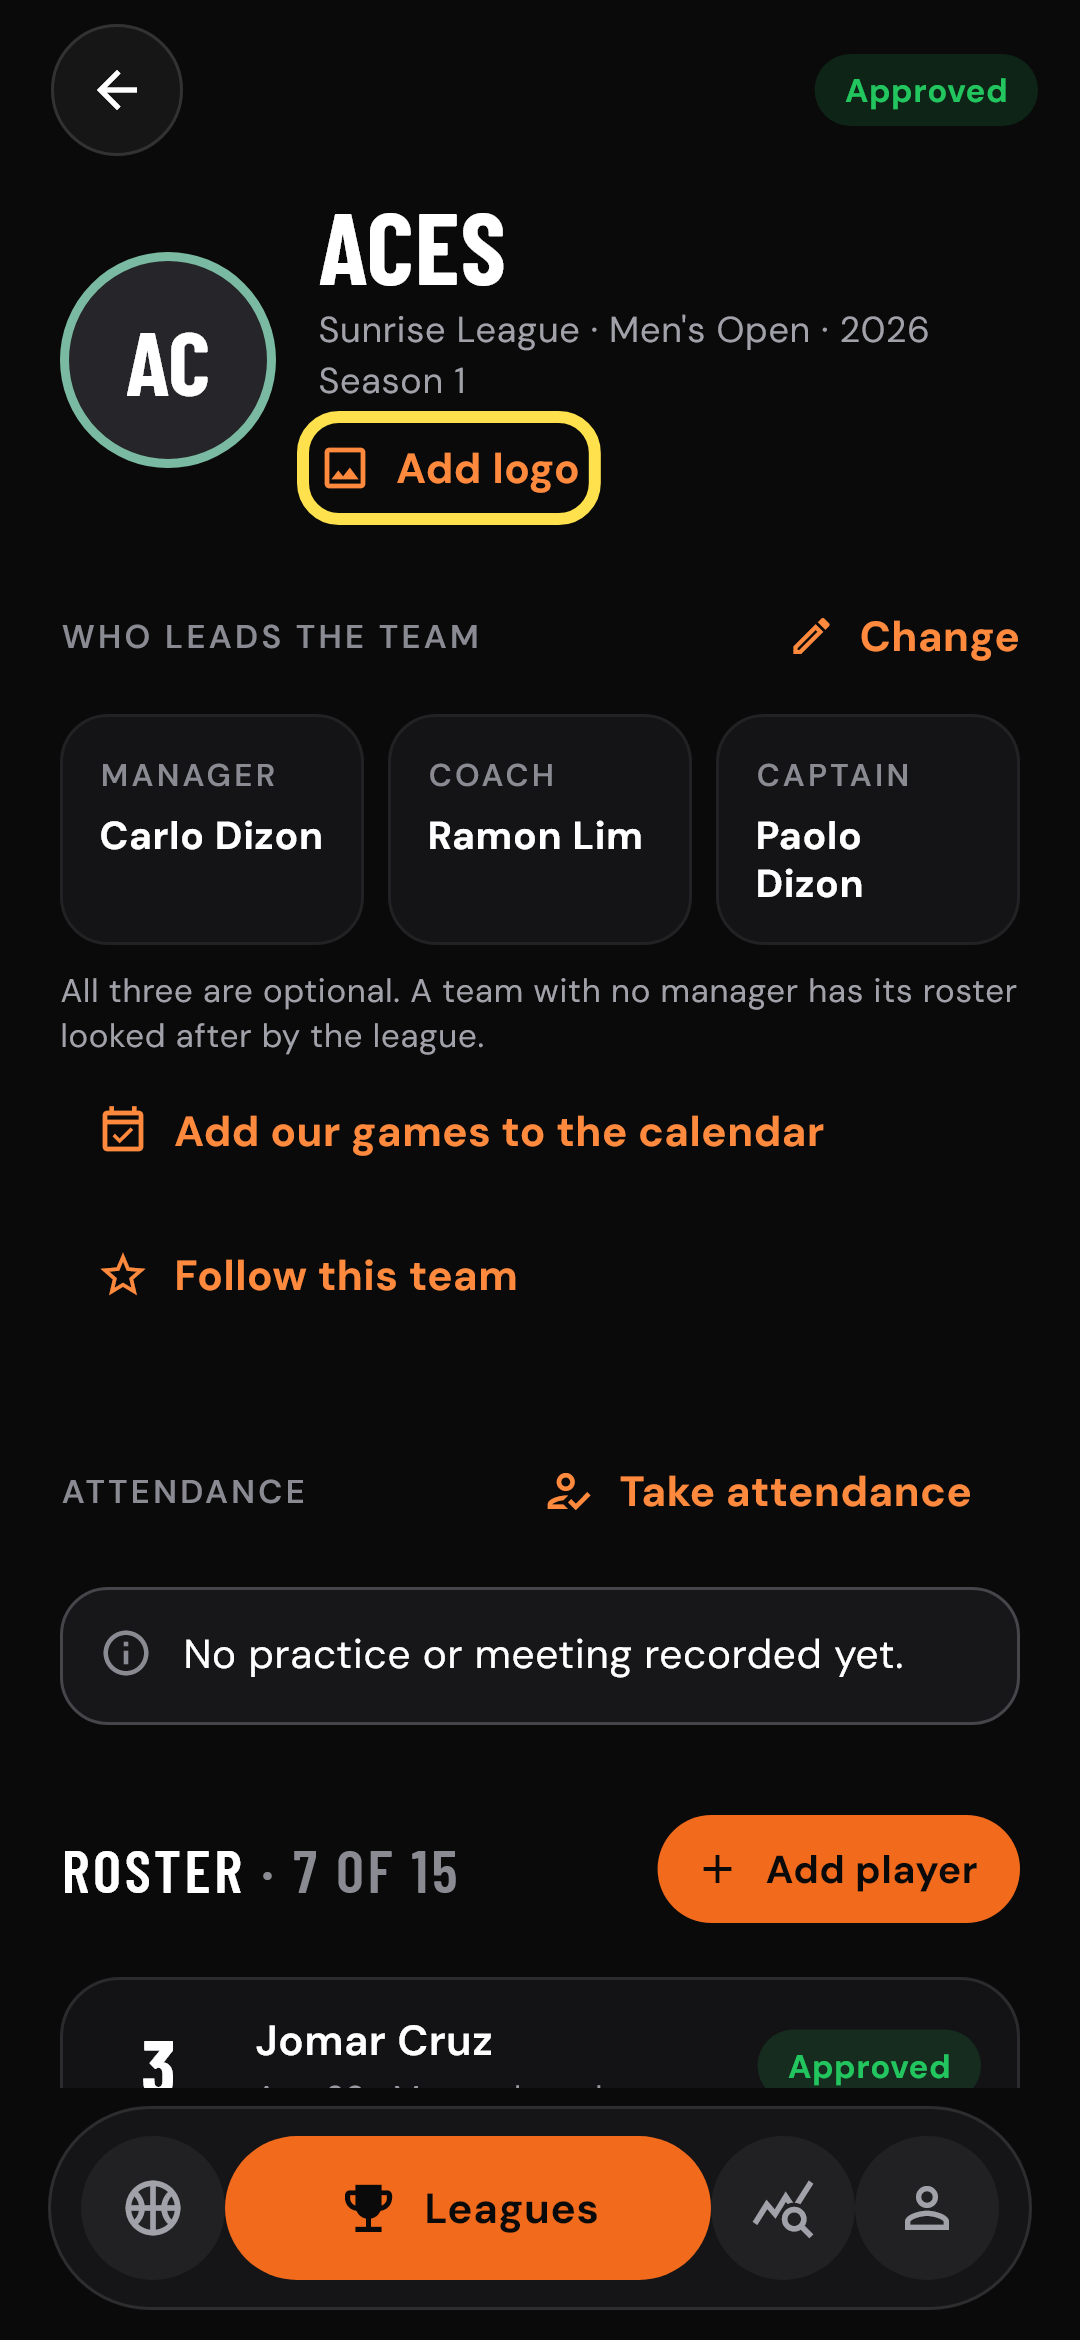 Approved
ACES
AC
Sunrise League · Men's Open · 2026
Season 1
Add logo
WHO LEADS THE TEAM
Change
MANAGER
Carlo Dizon
COACH
Ramon Lim
CAPTAIN
Paolo
Dizon
All three are optional. A team with no manager has its roster
looked after by the league.
Add our games to the calendar
Follow this team
ATTENDANCE
Take attendance
No practice or meeting recorded yet.
ROSTER · 7 OF 15
Add player
3
Jomar Cruz
Approved
Leagues